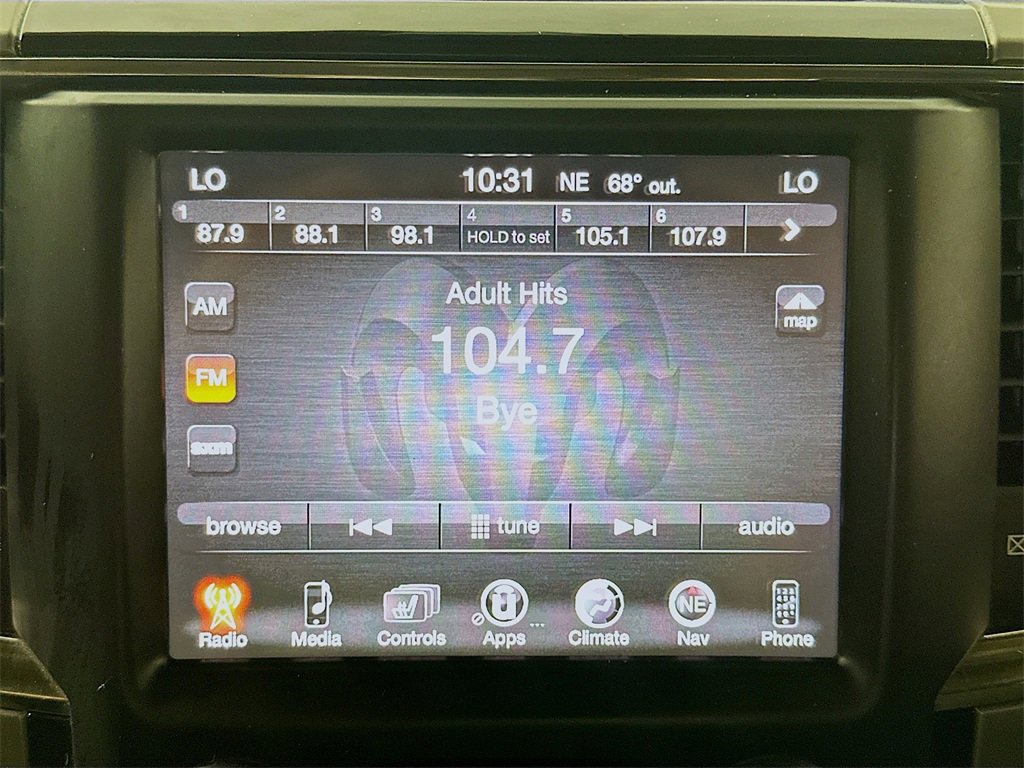 LO 10:31 NE 68° out. LO
1 2 3 4 5 6
87.9 88.1 98.1 HOLD to set 105.1 107.9
Adult Hits
AM
map
104.7
FM
Bye
sxm
browse tune audio
NE
Radio Media Controls Apps Climate Nav Phone